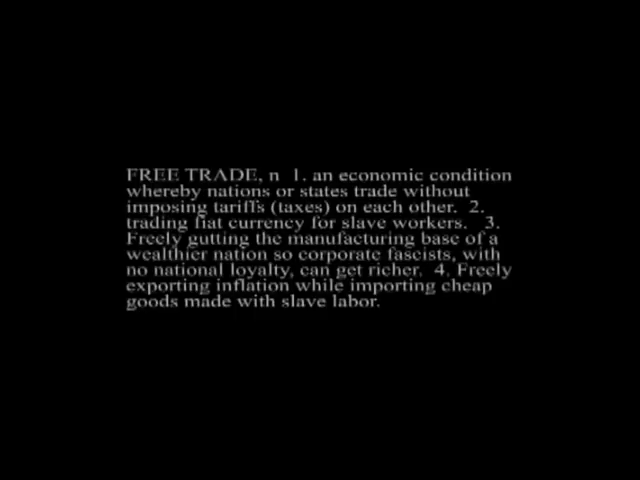 FREE TRADE, n  1. an economic condition
whereby nations or states trade without
imposing tariffs (taxes) on each other.  2.
trading fiat currency for slave workers.  3.
Freely gutting the manufacturing base of a
wealthier nation so corporate fascists, with
no national loyalty, can get richer.  4. Freely
exporting inflation while importing cheap
goods made with slave labor.